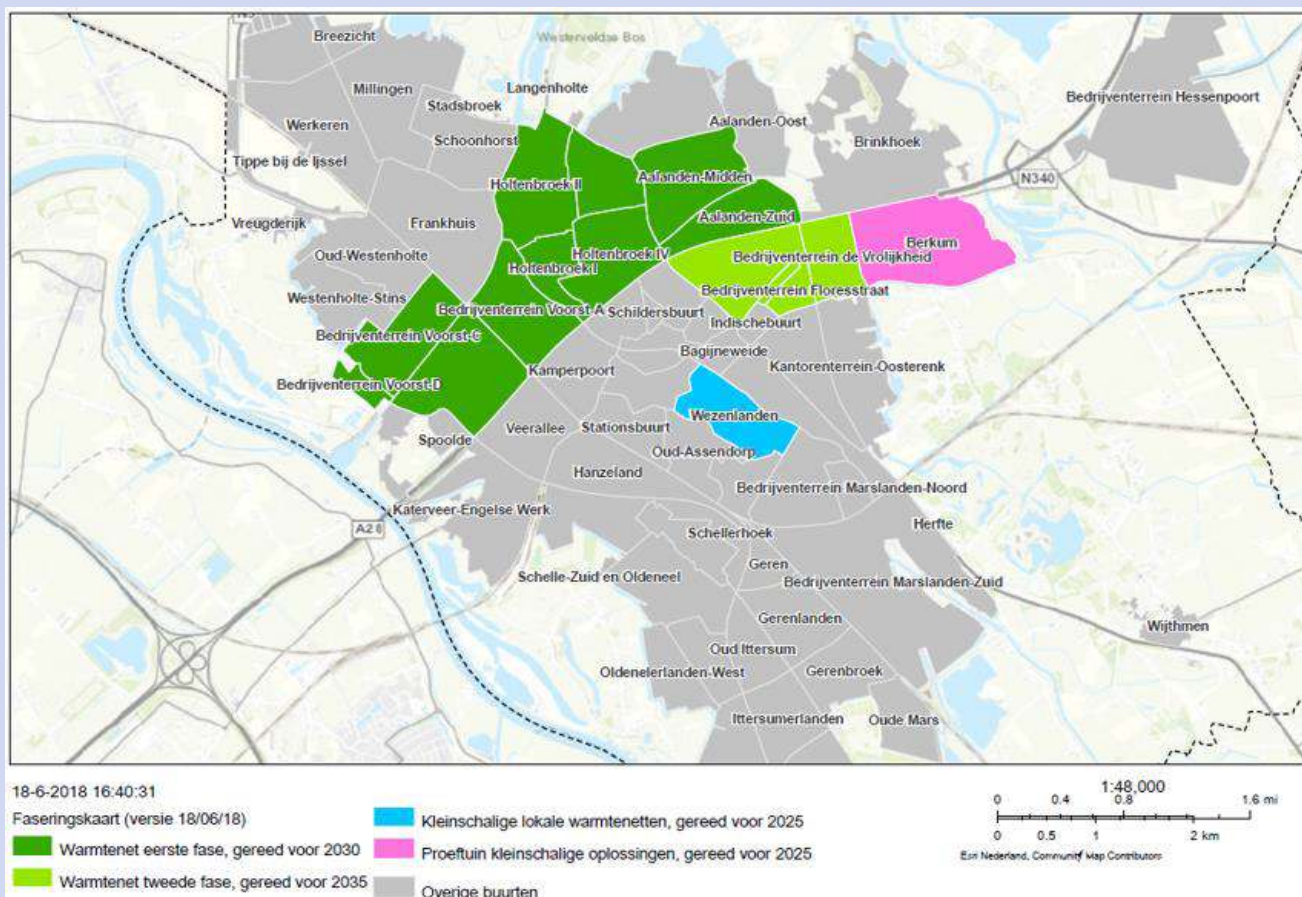 N3
Breezicht
Westerveldse Bos
Millingen
Langenholte
Bedrijventerrein Hessenpoort
Stadsbroek
Aalanden-Oost
Werkeren
Schoonhorst
Brinkhoek
Tippe bij de Ijssel
Holtenbroek II
Aalanden-Midden
N340
Vreugderijk
Frankhuis
Aalanden-Zuid
Berkum
Oud-Westenholte
Holtenbroek IV
Bedrijventerrein de Vrolijkheid
Holtenbroek I
Westenholte-Stins
Bedrijventerrein Floresstraat
Bedrijventerrein Voorst-A
Schildersbuurt
Indischebuurt
Bedrijventerrein Voorst-C
Bagijneweide
Kamperpoort
Kantorenterrein-Oosterenk
Bedrijventerrein Voorst-D
Wezenlanden
Veerallee
Stationsbuurt
Spoolde
Oud-Assendorp
Hanzeland
Bedrijventerrein Marslanden-Noord
Katerveer-Engelse Werk
A28
Herfte
Schellerhoek
Geren
Schelle-Zuid en Oldeneel
Bedrijventerrein Marslanden-Zuid
Gerenlanden
Wijthmen
Oud Ittersum
Oldenelerlanden-West
Gerenbroek
Ittersumerlanden
Oude Mars
18-6-2018 16:40:31
Faseringskaart (versie 18/06/18)
Warmtenet eerste fase, gereed voor 2030
Warmtenet tweede fase, gereed voor 2035
Kleinschalige lokale warmtenetten, gereed voor 2025
Proeftuin kleinschalige oplossingen, gereed voor 2025
Overige buurten
1:48,000
0 0.4 0.8 1.6 mi
0 0.5 1 2 km
Esri Nederland, Community Map Contributors